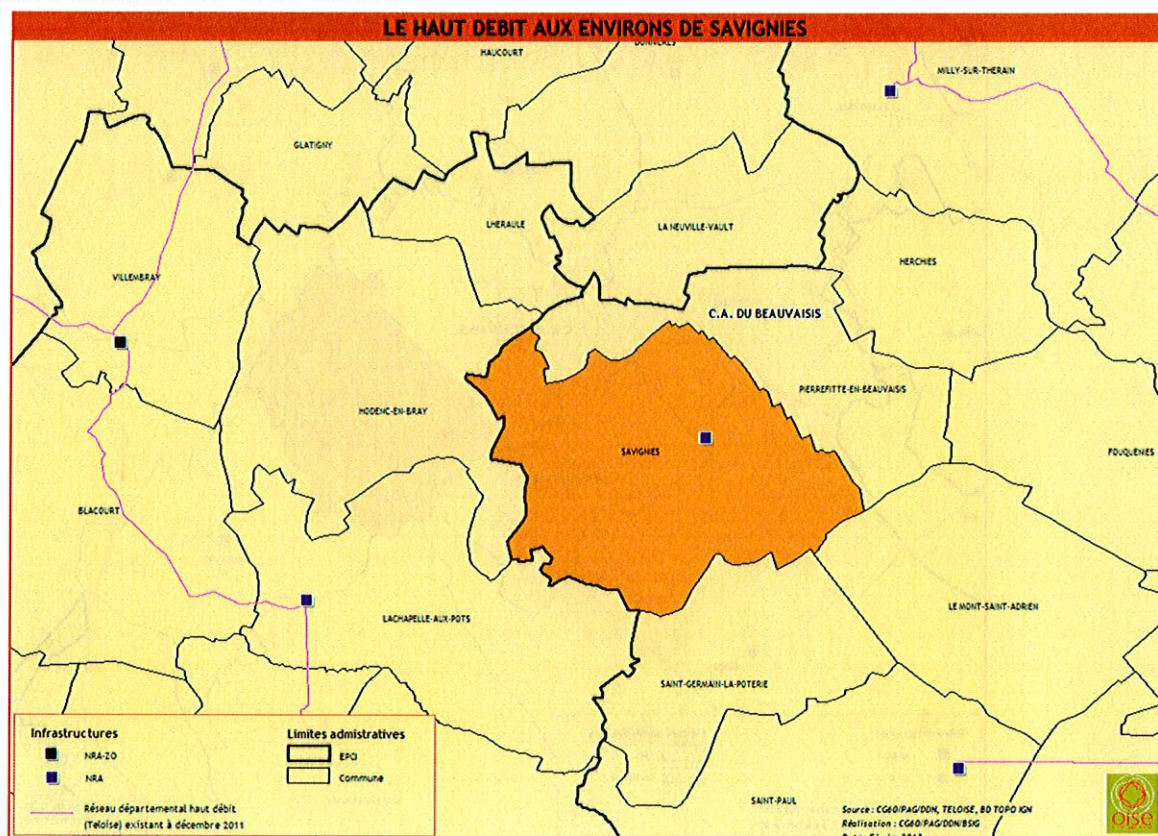 LE HAUT DEBIT AUX ENVIRONS DE SAVIGNIES
HAUCOURT
MILLY-SUR-THERAIN
GLATIGNY
LHERAULE
LA NEUVILLE-VAULT
HERCHIES
VILLEMBRAY
C.A. DU BEAUVAISIS
PIERREFITTE-EN-BEAUVAISIS
HODENC-EN-BRAY
SAVIGNIES
FOUQUENIES
BLACOURT
LE MONT-SAINT-ADRIEN
LACHAPELLE-AUX-POTS
SAINT-GERMAIN-LA-POTERIE
SAINT-PAUL
Infrastructures
NRA-ZO
NRA
Réseau départemental haut débit
(Teloise) existant à décembre 2011
Limites admistratives
EPCI
Commune
Source : CG60/PAG/DDN, TELOISE, BD TOPO IGN
Réalisation : CG60/PAG/DDN/BSIG
oise